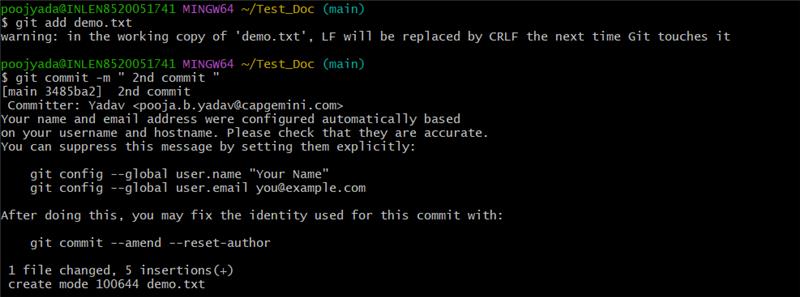 poojyada@INLEN8520051741 MINGW64 ~/Test_Doc (main)
$ git add demo.txt
warning: in the working copy of 'demo.txt', LF will be replaced by CRLF the next time Git touches it
poojyada@INLEN8520051741 MINGW64 ~/Test_Doc (main)
$ git commit -m " 2nd commit "
[main 3485ba2]  2nd commit
 Committer: Yadav <pooja.b.yadav@capgemini.com>
Your name and email address were configured automatically based
on your username and hostname. Please check that they are accurate.
You can suppress this message by setting them explicitly:
    git config --global user.name "Your Name"
    git config --global user.email you@example.com
After doing this, you may fix the identity used for this commit with:
    git commit --amend --reset-author
 1 file changed, 5 insertions(+)
 create mode 100644 demo.txt